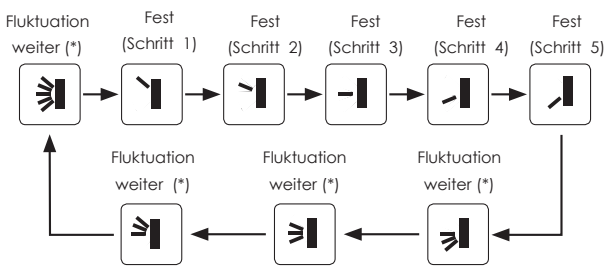 Fluktuation
weiter (*)
Fest
(Schritt 1)
Fest
(Schritt 2)
Fest
(Schritt 3)
Fest
(Schritt 4)
Fest
(Schritt 5)
Fluktuation
weiter (*)
Fluktuation
weiter (*)
Fluktuation
weiter (*)